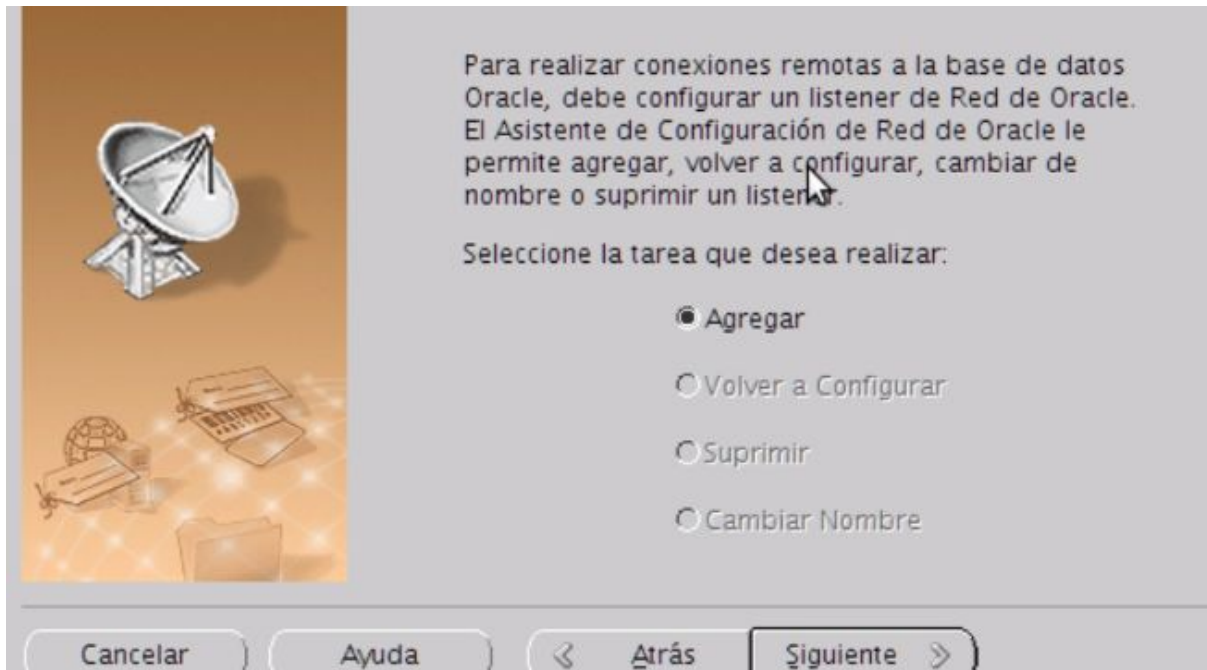 Para realizar conexiones remotas a la base de datos
Oracle, debe configurar un listener de Red de Oracle.
El Asistente de Configuración de Red de Oracle le
permite agregar, volver a configurar, cambiar de
nombre o suprimir un listener.
Seleccione la tarea que desea realizar:
Agregar
Volver a Configurar
Suprimir
Cambiar Nombre
Cancelar
Ayuda
Atrás
Siguiente